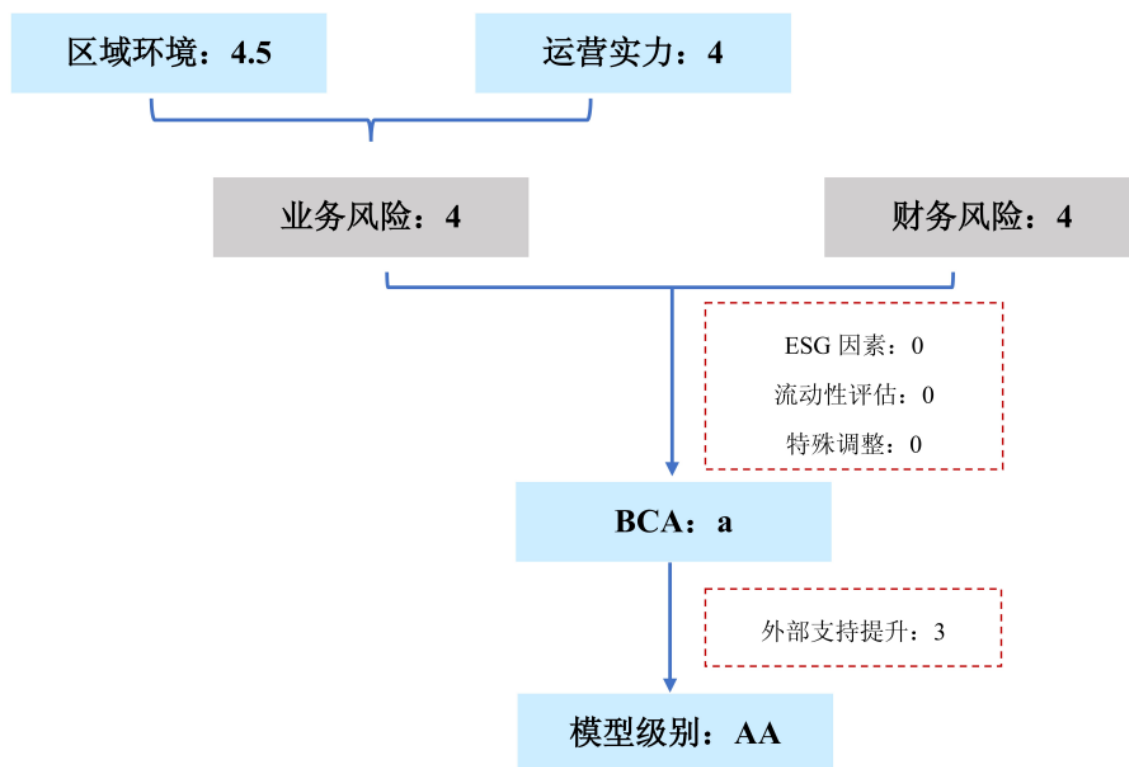 区域环境：4.5
运营实力：4
业务风险：4
财务风险：4
ESG 因素：0
流动性评估：0
特殊调整：0
BCA：a
外部支持提升：3
模型级别：AA